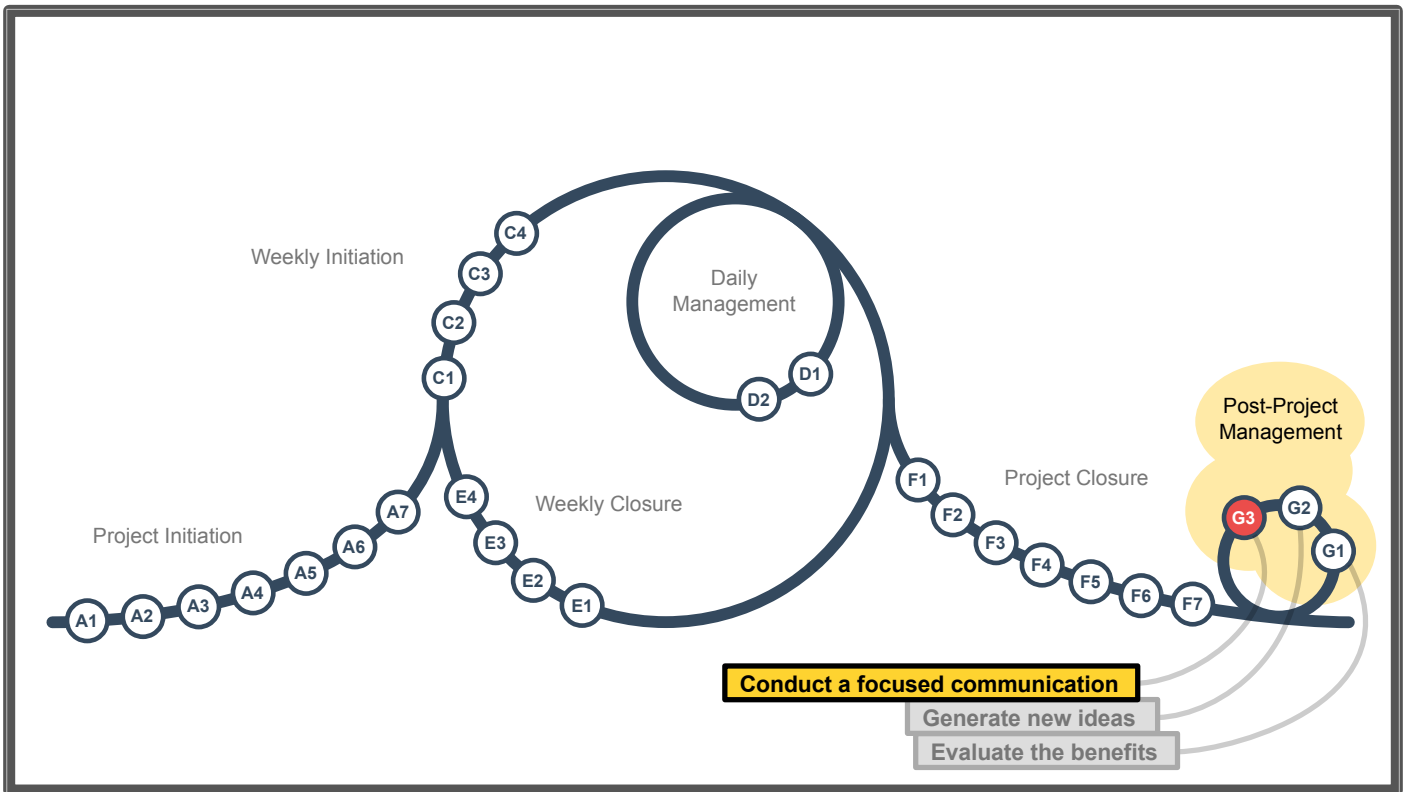 Weekly Initiation
C4
C3
C2
C1
Daily
Management
D1
D2
Post-Project
Management
Project Initiation
A1
A2
A3
A4
A5
A6
A7
Weekly Closure
E4
E3
E2
E1
Project Closure
F1
F2
F3
F4
F5
F6
F7
G3
G2
G1
Conduct a focused communication
Generate new ideas
Evaluate the benefits